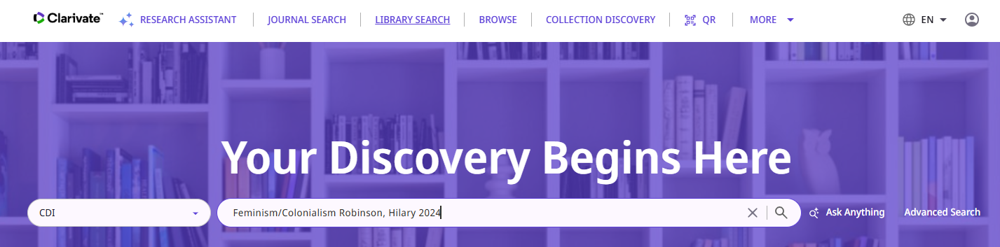 Clarivate™ RESEARCH ASSISTANT JOURNAL SEARCH LIBRARY SEARCH BROWSE COLLECTION DISCOVERY QR MORE EN
Your Discovery Begins Here
CDI Feminism/Colonialism Robinson, Hilary 2024 Ask Anything Advanced Search